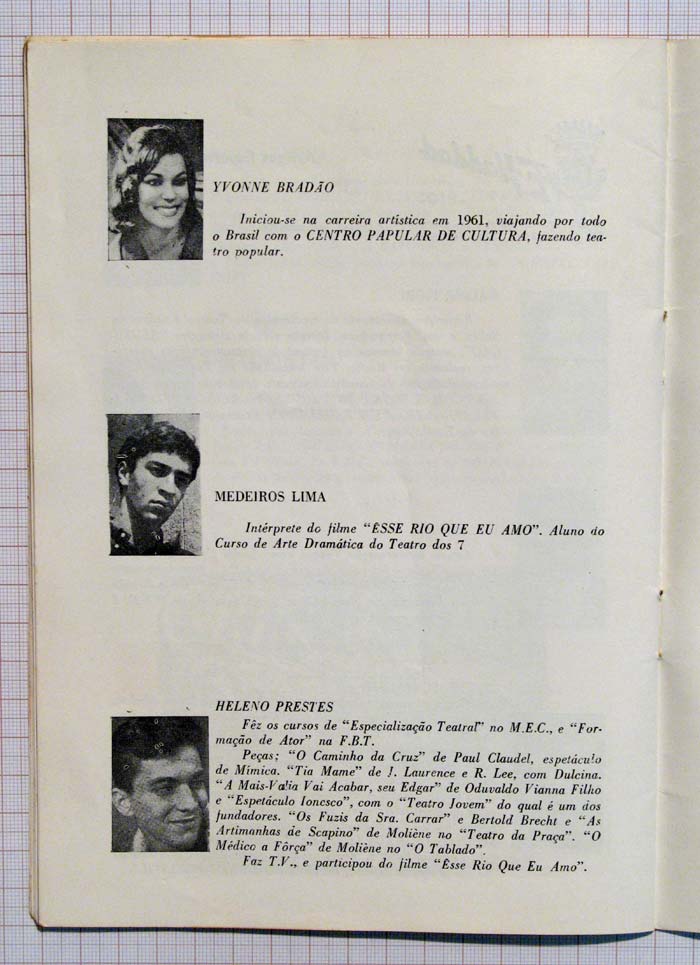 YVONNE BRADÃO
Iniciou-se na carreira artística em 1961, viajando por todo
o Brasil com o CENTRO PAPULAR DE CULTURA, fazendo tea-
tro popular.
MEDEIROS LIMA
Intérprete do filme "ÊSSE RIO QUE EU AMO". Aluno do
Curso de Arte Dramática do Teatro dos 7
HELENO PRESTES
Fêz os cursos de "Especialização Teatral" no M.E.C., e "For-
mação de Ator" na F.B.T.
Peças; "O Caminho da Cruz" de Paul Claudel, espetáculo
de Mímica. "Tia Mame" de J. Laurence e R. Lee, com Dulcina.
"A Mais-Valia Vai Acabar, seu Edgar" de Oduvaldo Vianna Filho
e "Espetáculo Ionesco", com o "Teatro Jovem" do qual é um dos
fundadores. "Os Fuzis da Sra. Carrar" e Bertold Brecht e "As
Artimanhas de Scapino" de Moliène no "Teatro da Praça". "O
Médico a Fôrça" de Moliène no "O Tablado".
Faz T.V., e participou do filme "Êsse Rio Que Eu Amo".